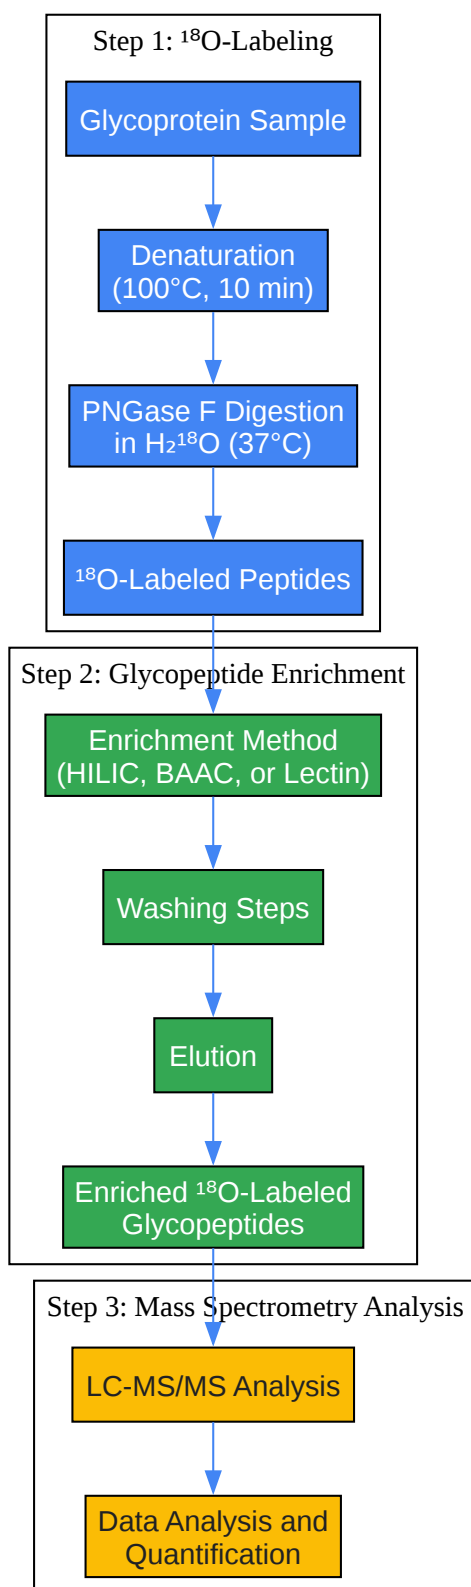 Step 1: ¹⁸O-Labeling
Glycoprotein Sample
Denaturation
(100°C, 10 min)
PNGase F Digestion
in H₂¹⁸O (37°C)
¹⁸O-Labeled Peptides
Step 2: Glycopeptide Enrichment
Enrichment Method
(HILIC, BAAC, or Lectin)
Washing Steps
Elution
Enriched ¹⁸O-Labeled
Glycopeptides
Step 3: Mass Spectrometry Analysis
LC-MS/MS Analysis
Data Analysis and
Quantification